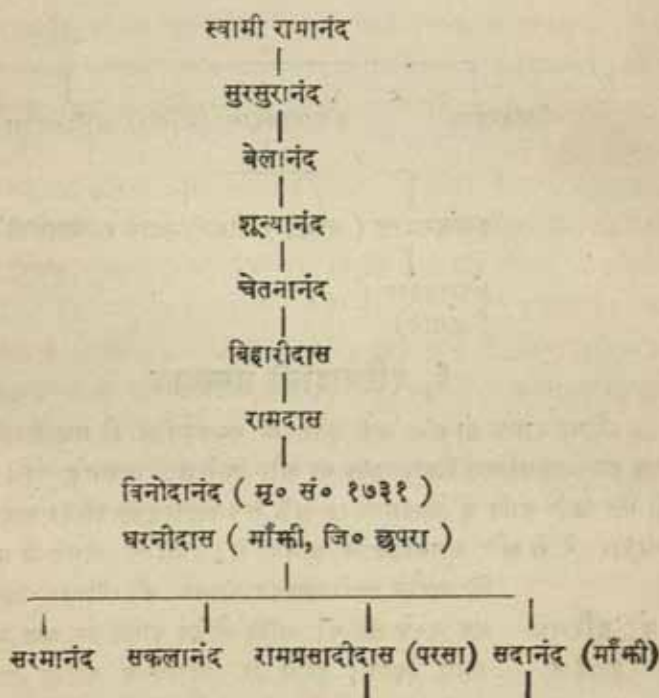 स्वामी रामानंद
सुरसुरानंद
बेलानंद
शून्यानंद
चेतनानंद
बिहारीदास
रामदास
विनोदानंद ( मृ० सं० १७३१ )
धरनीदास ( माँझी, जि० छपरा )
सरमानंद सकलानंद रामप्रसादीदास (परसा) सदानंद (माँझी)